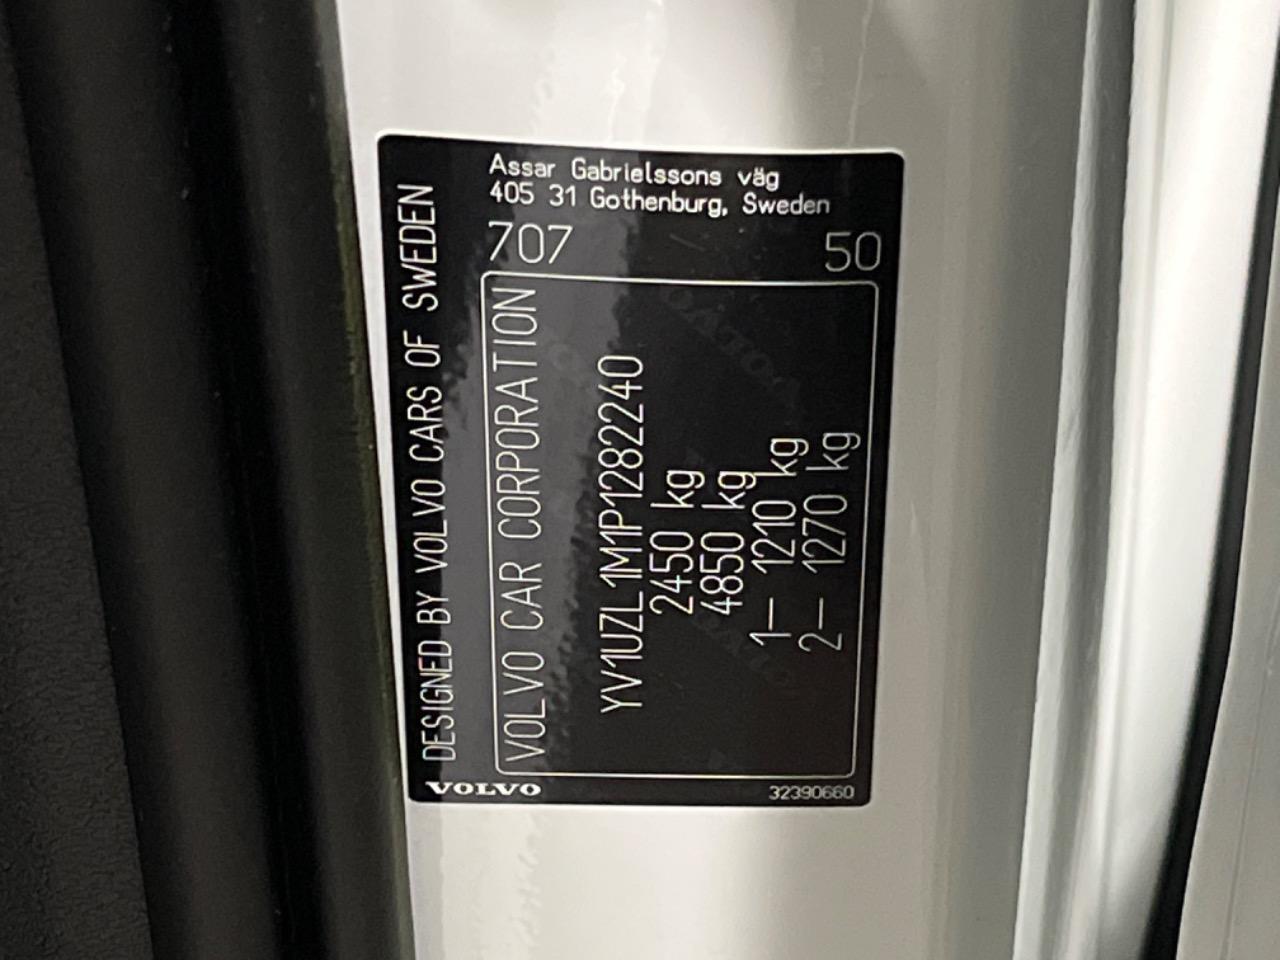 Assar Gabrielssons väg
405 31 Gothenburg, Sweden
707 50
DESIGNED BY VOLVO CARS OF SWEDEN
VOLVO CAR CORPORATION
YV1UZL1M1P1282240
2450 kg
4850 kg
1– 1210 kg
2– 1270 kg
VOLVO
32390660